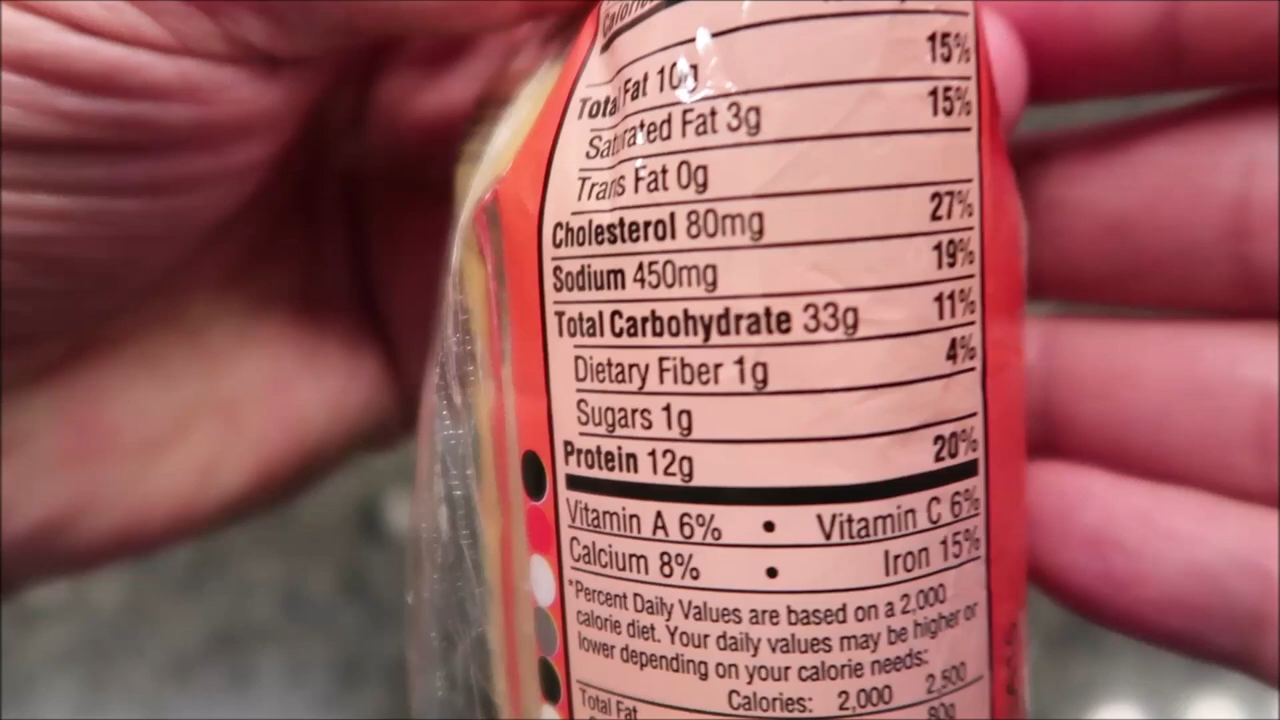 Total Fat 10g 15%
Saturated Fat 3g 15%
Trans Fat 0g
Cholesterol 80mg 27%
Sodium 450mg 19%
Total Carbohydrate 33g 11%
Dietary Fiber 1g 4%
Sugars 1g
Protein 12g 20%
Vitamin A 6% • Vitamin C 6%
Calcium 8% • Iron 15%
*Percent Daily Values are based on a 2,000
calorie diet. Your daily values may be higher or
lower depending on your calorie needs:
Calories: 2,000 2,500
Total Fat 80g